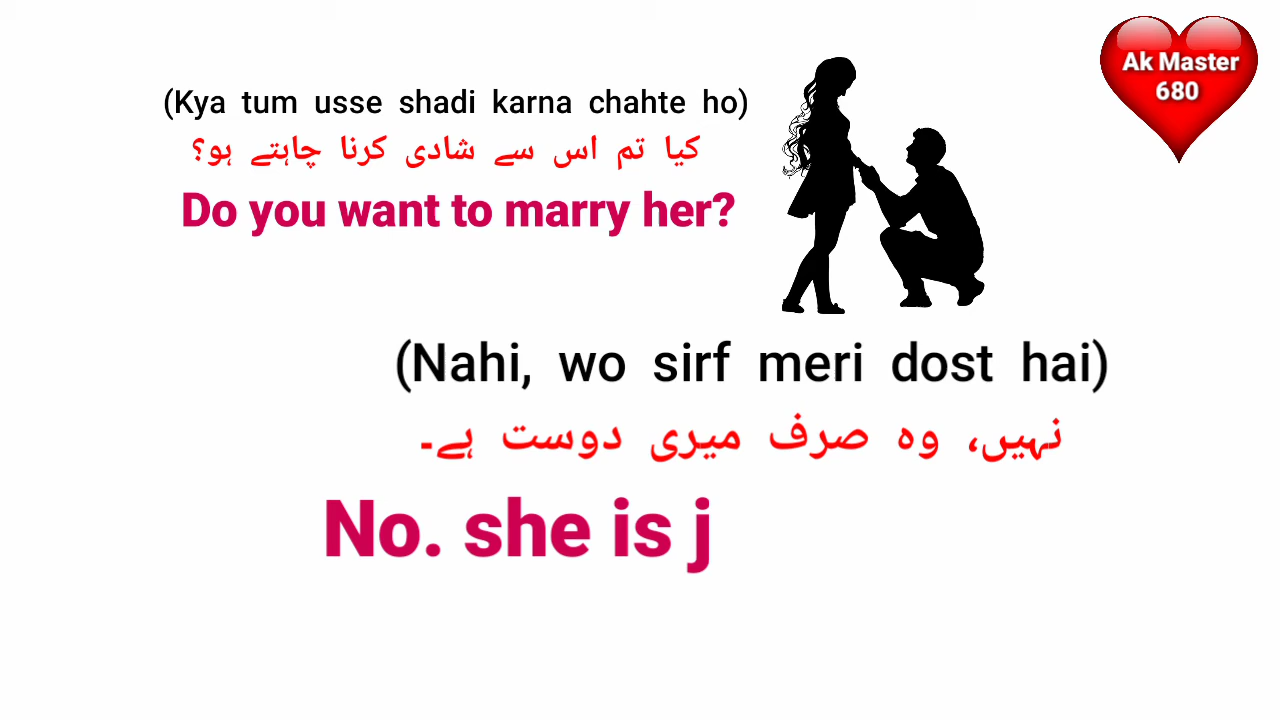 Ak Master
680
(Kya tum usse shadi karna chahte ho)
کیا تم اس سے شادی کرنا چاہتے ہو؟
Do you want to marry her?
(Nahi, wo sirf meri dost hai)
نہیں، وہ صرف میری دوست ہے۔
No. she is j